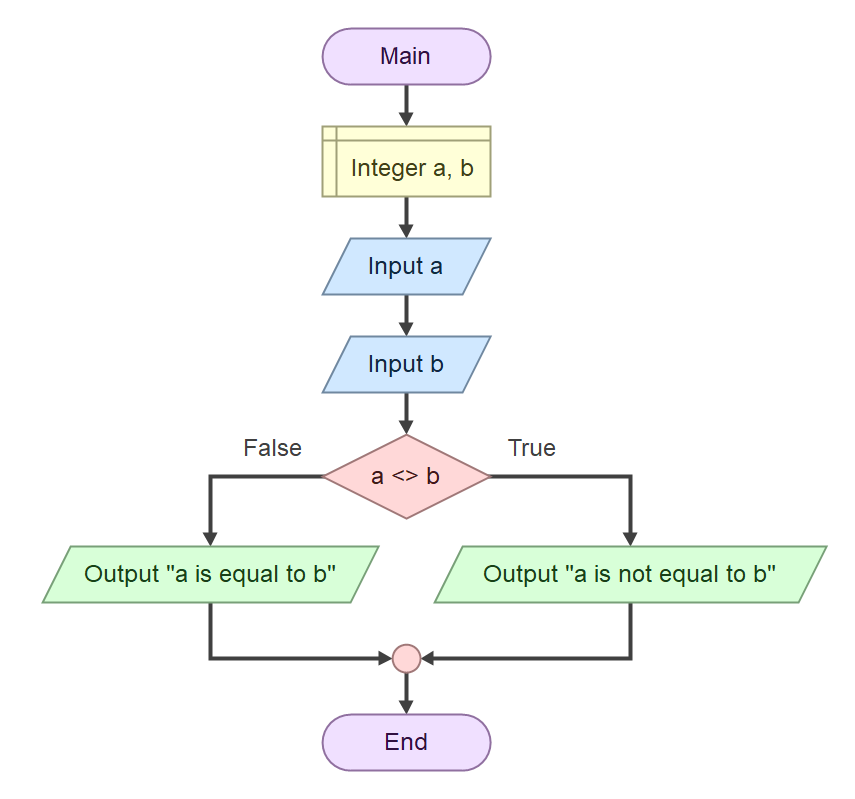 Main
Integer a, b
Input a
Input b
False
True
a <> b
Output "a is equal to b"
Output "a is not equal to b"
End